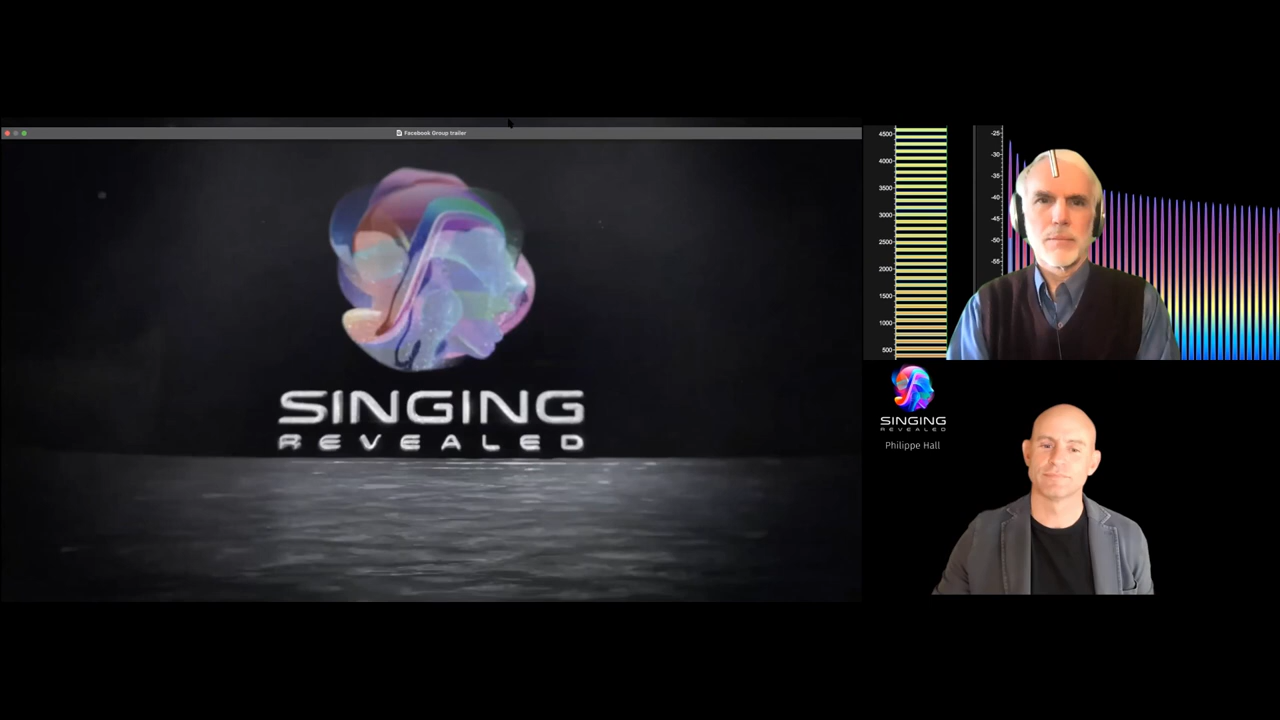 Facebook Group trailer
SINGING
REVEALED
4500
4000
3500
3000
2500
2000
1500
1000
500
-25
-30
-35
-40
-45
-50
-55
SINGING
REVEALED
Philippe Hall